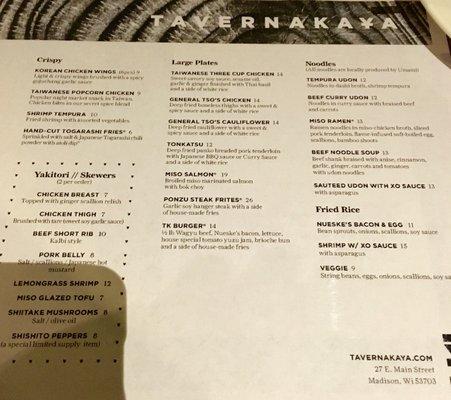 TAVERNAKAYA
Crispy
KOREAN CHICKEN WINGS (6pcs) 9
Light & crispy wings brushed with a spicy
gochujang garlic sauce
TAIWANESE POPCORN CHICKEN 9
Popular night market snack in Taiwan.
Chicken bites in our secret spice blend
SHRIMP TEMPURA 10
Fried shrimp with assorted vegetables
HAND-CUT TOGARASHI FRIES* 6
Sprinkled with salt & Japanese Togarashi chili
powder with aioli dip*
Yakitori // Skewers
(2 per order)
CHICKEN BREAST 7
Topped with ginger scallion relish
CHICKEN THIGH 7
Brushed with tare (sweet soy garlic sauce)
BEEF SHORT RIB 10
Kalbi style
PORK BELLY 8
Salt / scallions / Japanese hot
mustard
LEMONGRASS SHRIMP 12
MISO GLAZED TOFU 7
SHIITAKE MUSHROOMS 8
Salt / olive oil
SHISHITO PEPPERS 8
(a special limited supply item)
Large Plates
TAIWANESE THREE CUP CHICKEN 14
Sweet savory soy sauce, sesame oil,
garlic & ginger brushed with Thai basil
and a side of white rice
GENERAL TSO'S CHICKEN 14
Deep fried boneless thighs with a sweet/
spicy sauce & side of white rice
GENERAL TSO'S CAULIFLOWER 14
Deep fried cauliflower with a sweet/
spicy sauce and a side of white rice
TONKATSU 12
Deep fried panko breaded pork tenderloin
with Japanese BBQ sauce or Curry Sauce
and a side of white rice
MISO SALMON* 19
Broiled miso marinated salmon
with bok choy
PONZU STEAK FRITES* 26
Garlic soy hanger steak with a side
of house-made fries
TK BURGER* 14
½ lb Wagyu beef, Nueske's bacon, lettuce,
house special tomato yuzu jam, brioche bun
and a side of house-made fries
Noodles
(All noodles are locally produced by Umami)
TEMPURA UDON 12
Noodles in dashi broth, shrimp tempura
BEEF CURRY UDON 12
Noodles in curry sauce with braised beef
and carrots
MISO RAMEN* 13
Ramen noodles in miso-chicken broth, sliced
pork tenderloin, flavor-infused soft-boiled egg,
scallions, bamboo shoots
BEEF NOODLE SOUP 13
Beef shank braised with anise, cinnamon,
garlic, ginger, carrots and tomatoes
with udon noodles
SAUTEED UDON WITH XO SAUCE 13
with asparagus
Fried Rice
NUESKE'S BACON & EGG 11
Bean sprouts, onions, scallions, soy sauce
SHRIMP W/ XO SAUCE 15
with asparagus
VEGGIE 9
String beans, eggs, onions, scallions, soy sauce
TAVERNAKAYA.COM
27 E. Main Street
Madison, WI 53703